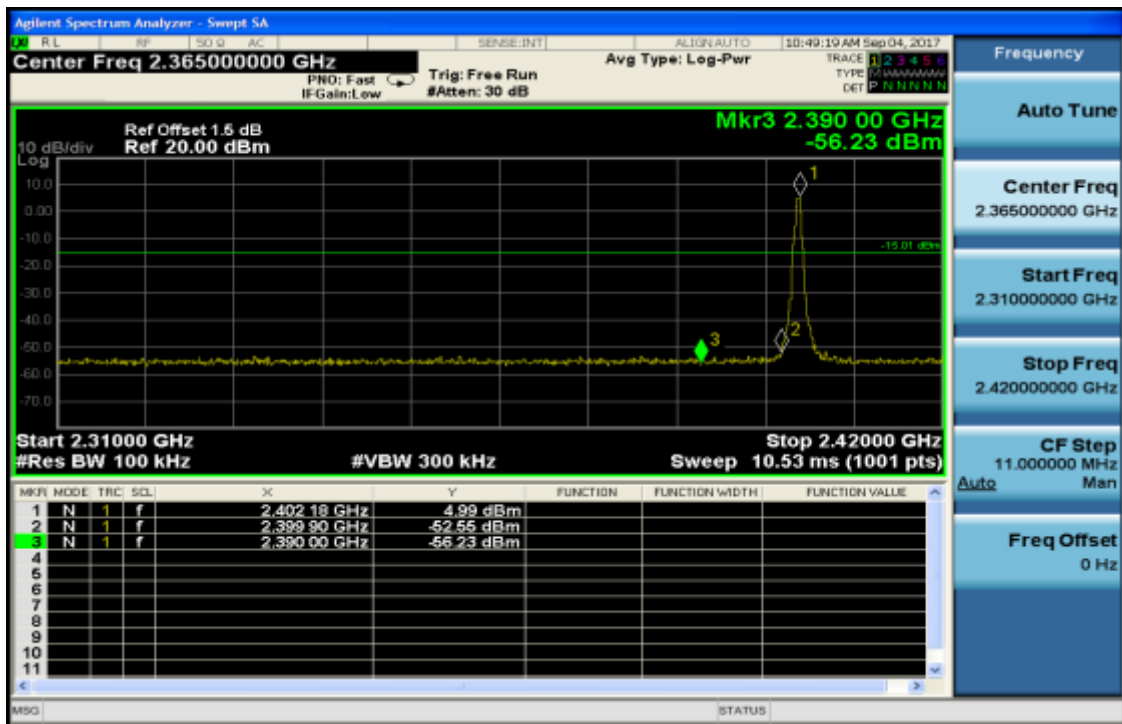 Agilent Spectrum Analyzer - Swept SA
RL RF 50 Ω AC SENSE:INT ALIGN AUTO 10:49:19 AM Sep 04, 2017
Center Freq 2.365000000 GHz
PNO: Fast
IFGain:Low
Trig: Free Run
#Atten: 30 dB
Avg Type: Log-Pwr
TRACE 1 2 3 4 5 6
TYPE M WWWWW
DET P N N N N N
Ref Offset 1.5 dB
Ref 20.00 dBm
Mkr3 2.390 00 GHz
-56.23 dBm
10 dB/div
Log
10.0
0.00
-10.0
-20.0
-30.0
-40.0
-50.0
-60.0
-70.0
1
-15.01 dBm
2
3
Start 2.31000 GHz Stop 2.42000 GHz
#Res BW 100 kHz #VBW 300 kHz Sweep 10.53 ms (1001 pts)
MKR MODE TRC SCL X Y FUNCTION FUNCTION WIDTH FUNCTION VALUE
1 N 1 f 2.402 18 GHz 4.99 dBm
2 N 1 f 2.399 90 GHz -52.55 dBm
3 N 1 f 2.390 00 GHz -56.23 dBm
4
5
6
7
8
9
10
11
MSG STATUS
Frequency
Auto Tune
Center Freq
2.365000000 GHz
Start Freq
2.310000000 GHz
Stop Freq
2.420000000 GHz
CF Step
11.000000 MHz
Auto Man
Freq Offset
0 Hz